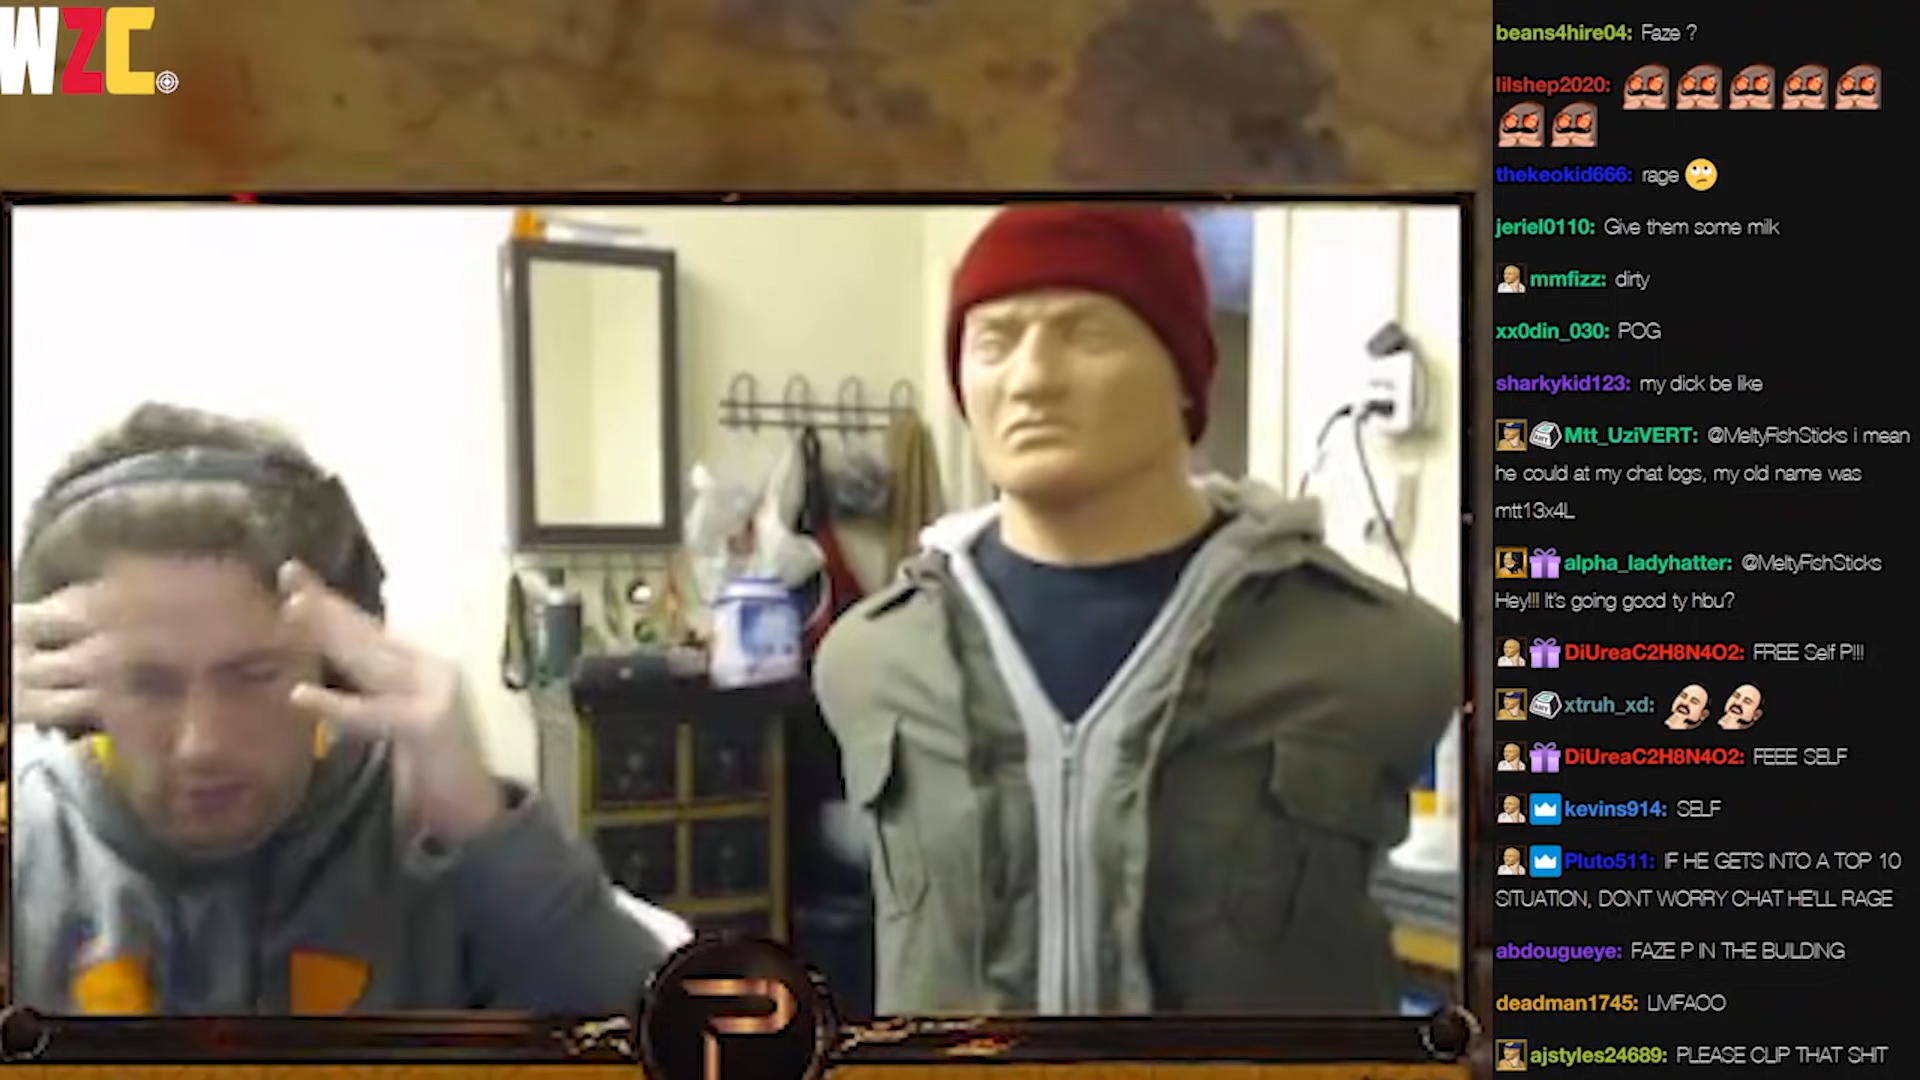 WZC
beans4hire04: Faze ?
lilshep2020:
thekeokid666: rage
jeriel0110: Give them some milk
mmfizz: dirty
xx0din_030: POG
sharkykid123: my dick be like
Mtt_UziVERT: @MeltyFishSticks i mean
he could at my chat logs, my old name was
mtt13x4L
alpha_ladyhatter: @MeltyFishSticks
Hey!!! It's going good ty hbu?
DiUreaC2H8N4O2: FREE Self P!!!
xtruh_xd:
DiUreaC2H8N4O2: FEEE SELF
kevins914: SELF
Pluto511: IF HE GETS INTO A TOP 10
SITUATION, DONT WORRY CHAT HE'LL RAGE
abdougueye: FAZE P IN THE BUILDING
deadman1745: LMFAOO
ajstyles24689: PLEASE CLIP THAT SHIT
P